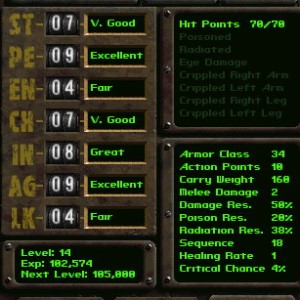 ST 07 V. Good
PE 09 Excellent
EN 04 Fair
CH 07 V. Good
IN 08 Great
AG 09 Excellent
LK 04 Fair
Level: 14
Exp: 102,574
Next Level: 105,000
Hit Points 70/70
Poisoned
Radiated
Eye Damage
Crippled Right Arm
Crippled Left Arm
Crippled Right Leg
Crippled Left Leg
Armor Class 34
Action Points 10
Carry Weight 160
Melee Damage 2
Damage Res. 50%
Poison Res. 20%
Radiation Res. 38%
Sequence 18
Healing Rate 1
Critical Chance 4%